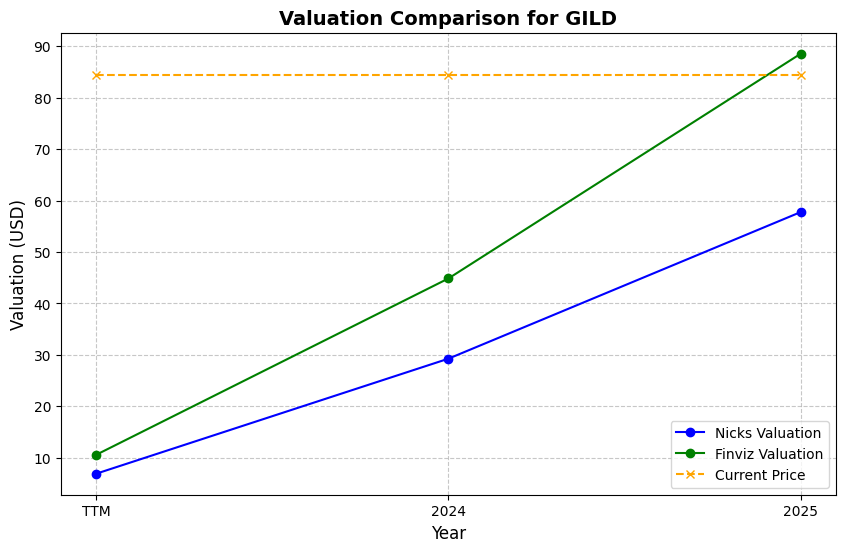 Valuation Comparison for GILD
Valuation (USD)
90
80
70
60
50
40
30
20
10
TTM
2024
2025
Year
Nicks Valuation
Finviz Valuation
Current Price